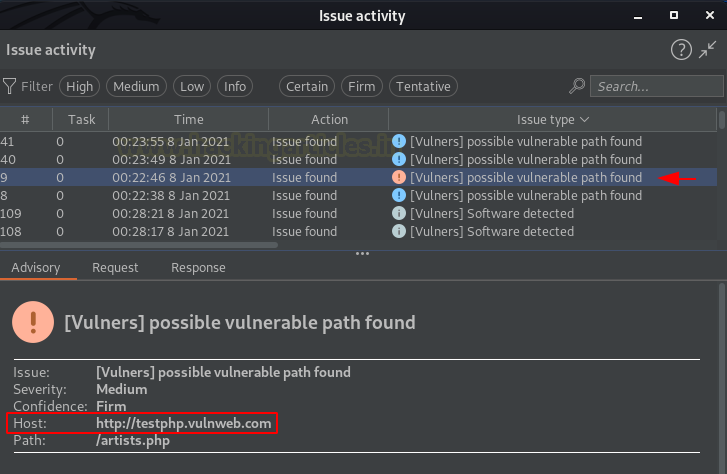 Issue activity
Issue activity
Filter High Medium Low Info Certain Firm Tentative Search...
# Task Time Action Issue type
41 0 00:23:55 8 Jan 2021 Issue found [Vulners] possible vulnerable path found
40 0 00:23:49 8 Jan 2021 Issue found [Vulners] possible vulnerable path found
9 0 00:22:46 8 Jan 2021 Issue found [Vulners] possible vulnerable path found
8 0 00:22:38 8 Jan 2021 Issue found [Vulners] possible vulnerable path found
109 0 00:28:21 8 Jan 2021 Issue found [Vulners] Software detected
108 0 00:28:17 8 Jan 2021 Issue found [Vulners] Software detected
Advisory Request Response
[Vulners] possible vulnerable path found
Issue: [Vulners] possible vulnerable path found
Severity: Medium
Confidence: Firm
Host: http://testphp.vulnweb.com
Path: /artists.php